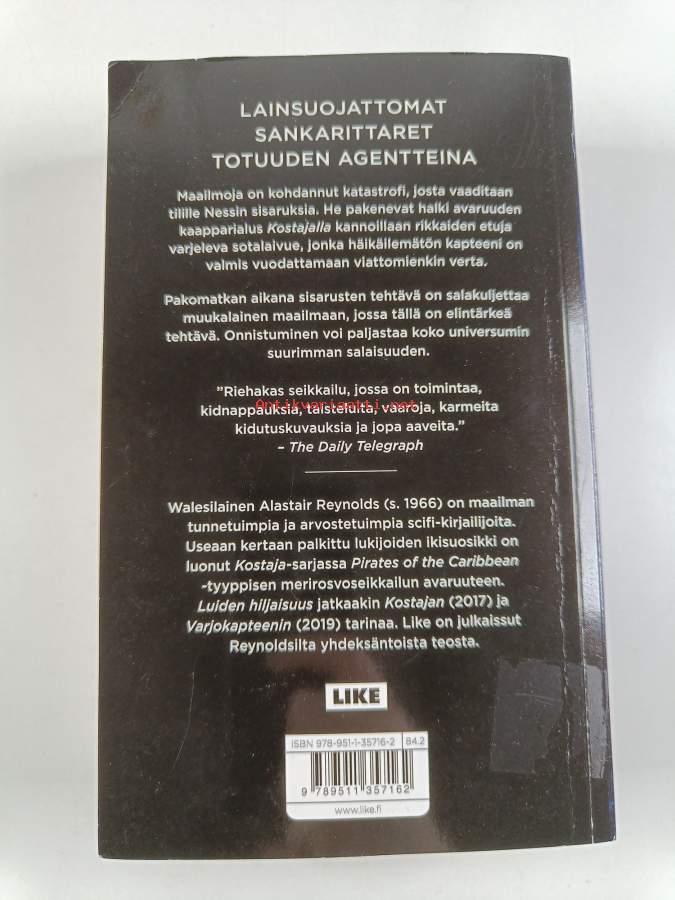 LAINSUOJATTOMAT
SANKARITTARET
TOTUUDEN AGENTTEINA
Maailmoja on kohdannut katastrofi, josta vaaditaan
tilille Nessin sisaruksia. He pakenevat halki avaruuden
kaapparialus Kostajalla kannoillaan rikkaiden etuja
varjeleva sotalaivue, jonka häikäilemätön kapteeni on
valmis vuodattamaan viattomienkin verta.
Pakomatkan aikana sisarusten tehtävä on salakuljettaa
muukalainen maailmaan, jossa tällä on elintärkeä
tehtävä. Onnistuminen voi paljastaa koko universumin
suurimman salaisuuden.
”Riehakas seikkailu, jossa on toimintaa,
Antikvariaatti.net
kidnappauksia, taisteluita, vaaroja, karmeita
kidutuskuvauksia ja jopa aaveita.”
– The Daily Telegraph
Walesilainen Alastair Reynolds (s. 1966) on maailman
tunnetuimpia ja arvostetuimpia scifi-kirjailijoita.
Useaan kertaan palkittu lukijoiden ikisuosikki on
luonut Kostaja-sarjassa Pirates of the Caribbean
-tyyppisen merirosvoseikkailun avaruuteen.
Luiden hiljaisuus jatkaakin Kostajan (2017) ja
Varjokapteenin (2019) tarinaa. Like on julkaissut
Reynoldsilta yhdeksäntoista teosta.
LIKE
ISBN 978-951-1-35716-2 84.2
9 789511 357162
www.like.fi